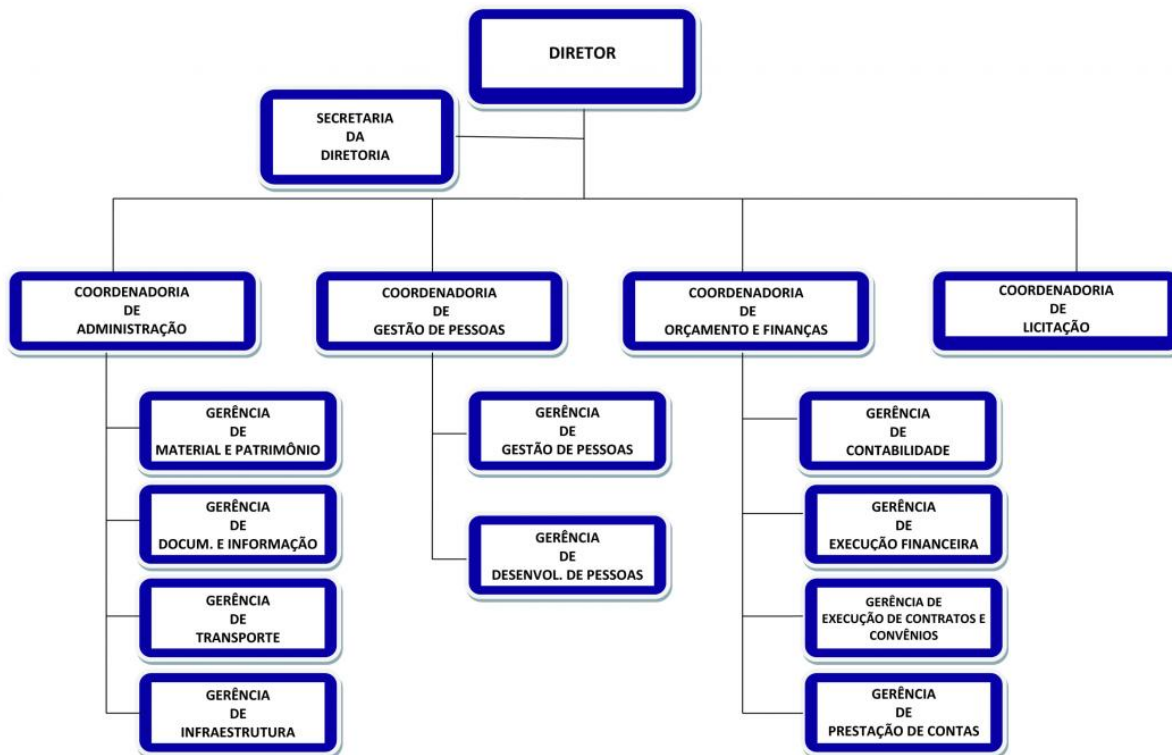 DIRETOR
SECRETARIA
DA
DIRETORIA
COORDENADORIA
DE
ADMINISTRAÇÃO
COORDENADORIA
DE
GESTÃO DE PESSOAS
COORDENADORIA
DE
ORÇAMENTO E FINANÇAS
COORDENADORIA
DE
LICITAÇÃO
GERÊNCIA
DE
MATERIAL E PATRIMÔNIO
GERÊNCIA
DE
DOCUM. E INFORMAÇÃO
GERÊNCIA
DE
TRANSPORTE
GERÊNCIA
DE
INFRAESTRUTURA
GERÊNCIA
DE
GESTÃO DE PESSOAS
GERÊNCIA
DE
DESENVOL. DE PESSOAS
GERÊNCIA
DE
CONTABILIDADE
GERÊNCIA
DE
EXECUÇÃO FINANCEIRA
GERÊNCIA DE
EXECUÇÃO DE CONTRATOS E
CONVÊNIOS
GERÊNCIA
DE
PRESTAÇÃO DE CONTAS